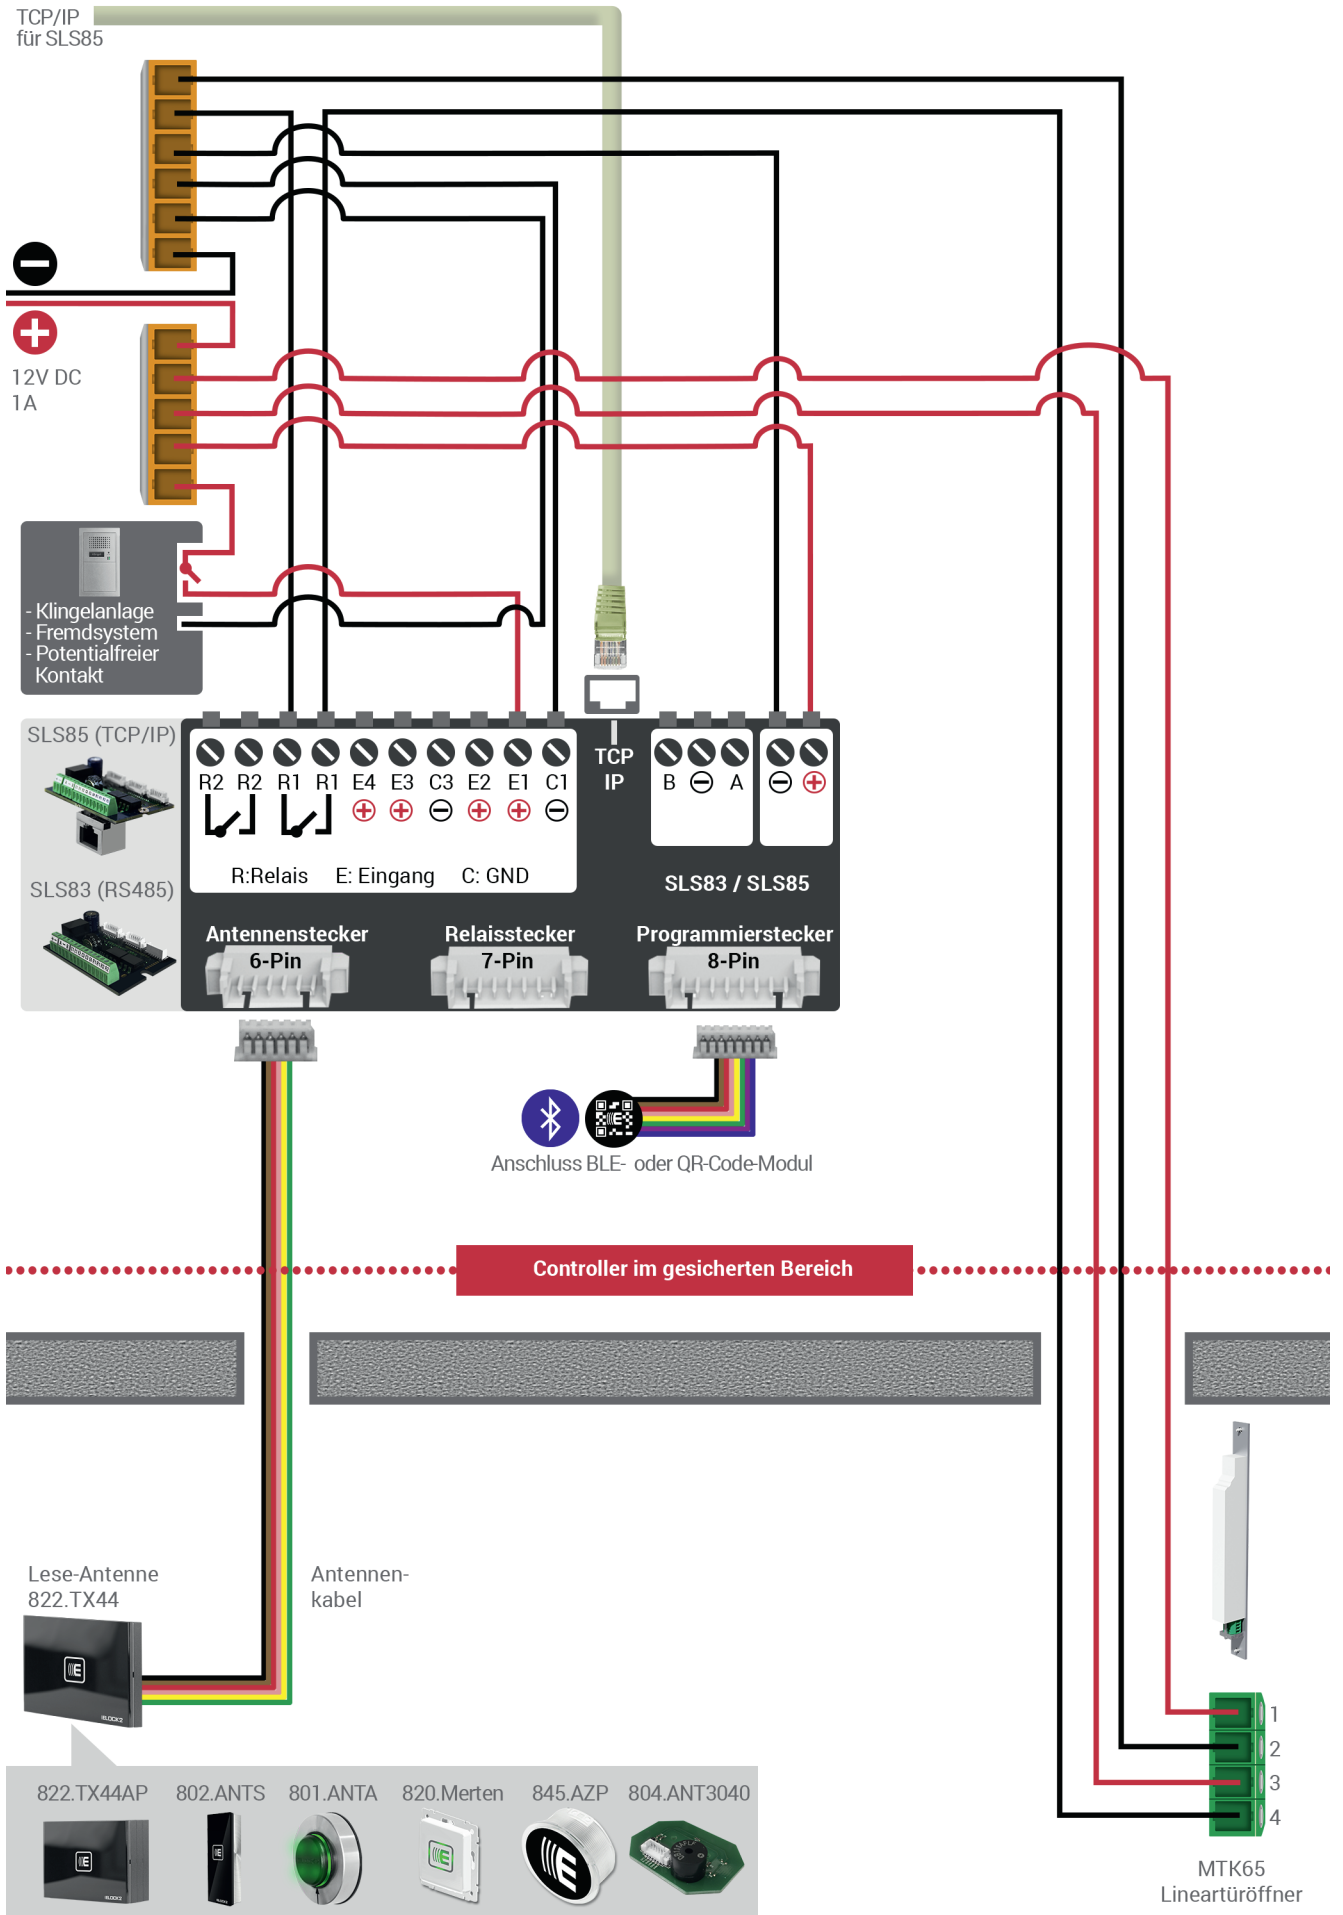 TCP/IP
für SLS85
12V DC
1A
- Klingelanlage
- Fremdsystem
- Potentialfreier
Kontakt
SLS85 (TCP/IP)
SLS83 (RS485)
R2 R2 R1 R1 E4 E3 C3 E2 E1 C1
R:Relais E: Eingang C: GND
TCP
IP
B A
SLS83 / SLS85
Antennenstecker
6-Pin
Relaisstecker
7-Pin
Programmierstecker
8-Pin
Anschluss BLE- oder QR-Code-Modul
Controller im gesicherten Bereich
Lese-Antenne
822.TX44
Antennen-
kabel
822.TX44AP 802.ANTS 801.ANTA 820.Merten 845.AZP 804.ANT3040
1
2
3
4
MTK65
Lineartüröffner